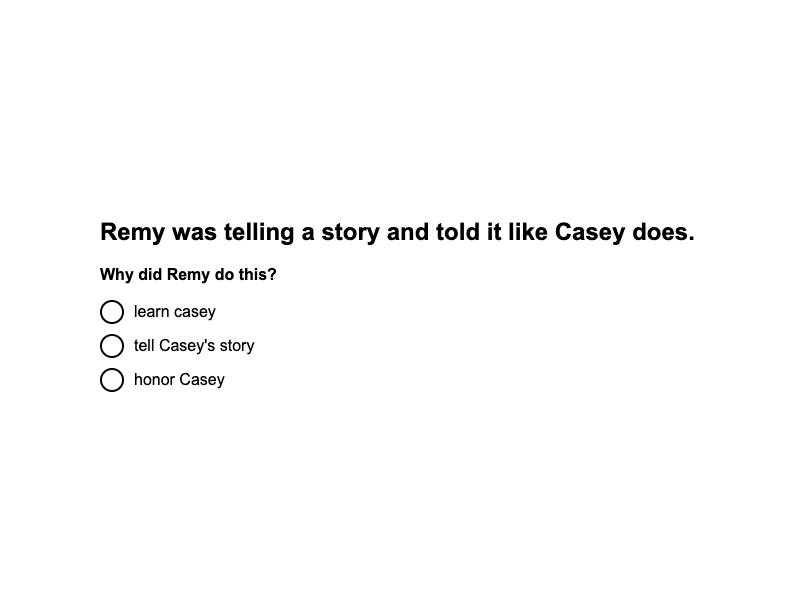 Remy was telling a story and told it like Casey does.
Why did Remy do this?
learn casey
tell Casey's story
honor Casey